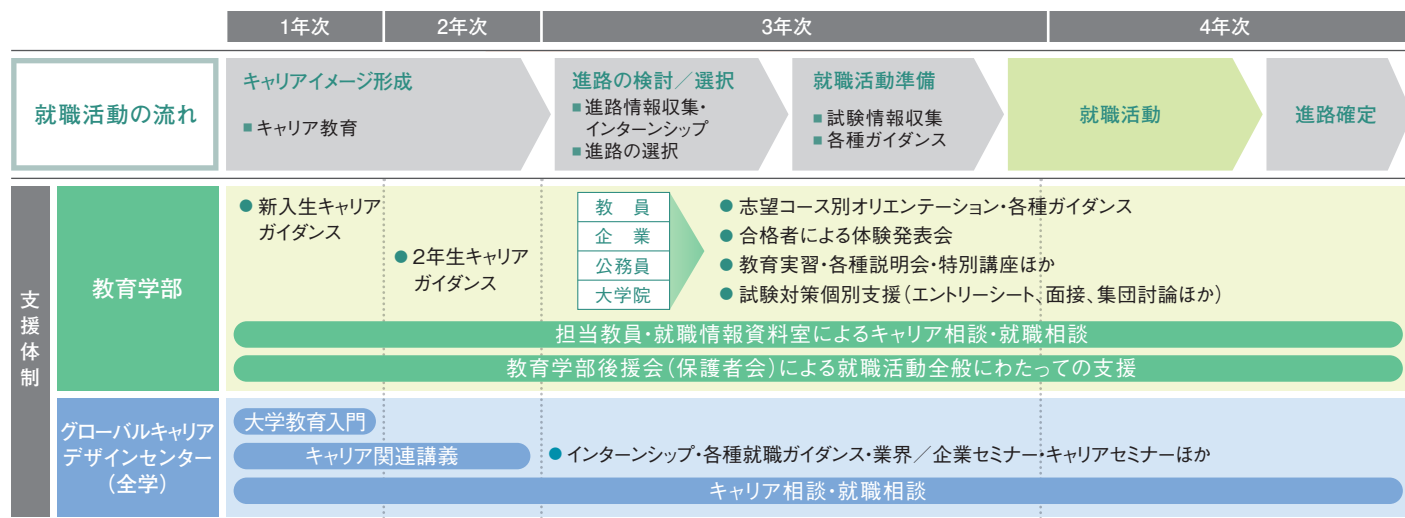 1年次
2年次
3年次
4年次
就職活動の流れ
キャリアイメージ形成
■ キャリア教育
進路の検討／選択
■ 進路情報収集・
インターンシップ
■ 進路の選択
就職活動準備
■ 試験情報収集
■ 各種ガイダンス
就職活動
進路確定
支援体制
教育学部
● 新入生キャリア
ガイダンス
● 2年生キャリア
ガイダンス
教　員
企　業
公務員
大学院
● 志望コース別オリエンテーション・各種ガイダンス
● 合格者による体験発表会
● 教育実習・各種説明会・特別講座ほか
● 試験対策個別支援（エントリーシート、面接、集団討論ほか）
担当教員・就職情報資料室によるキャリア相談・就職相談
教育学部後援会（保護者会）による就職活動全般にわたっての支援
グローバルキャリア
デザインセンター
（全学）
大学教育入門
キャリア関連講義
● インターンシップ・各種就職ガイダンス・業界／企業セミナー・キャリアセミナーほか
キャリア相談・就職相談